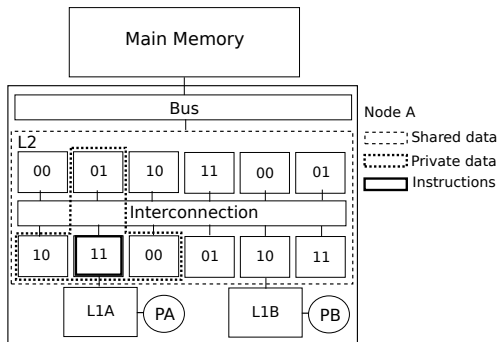 Main Memory
Bus
Node A
Shared data
Private data
Instructions
L2
00 01 10 11 00 01
Interconnection
10 11 00 01 10 11
L1A PA L1B PB